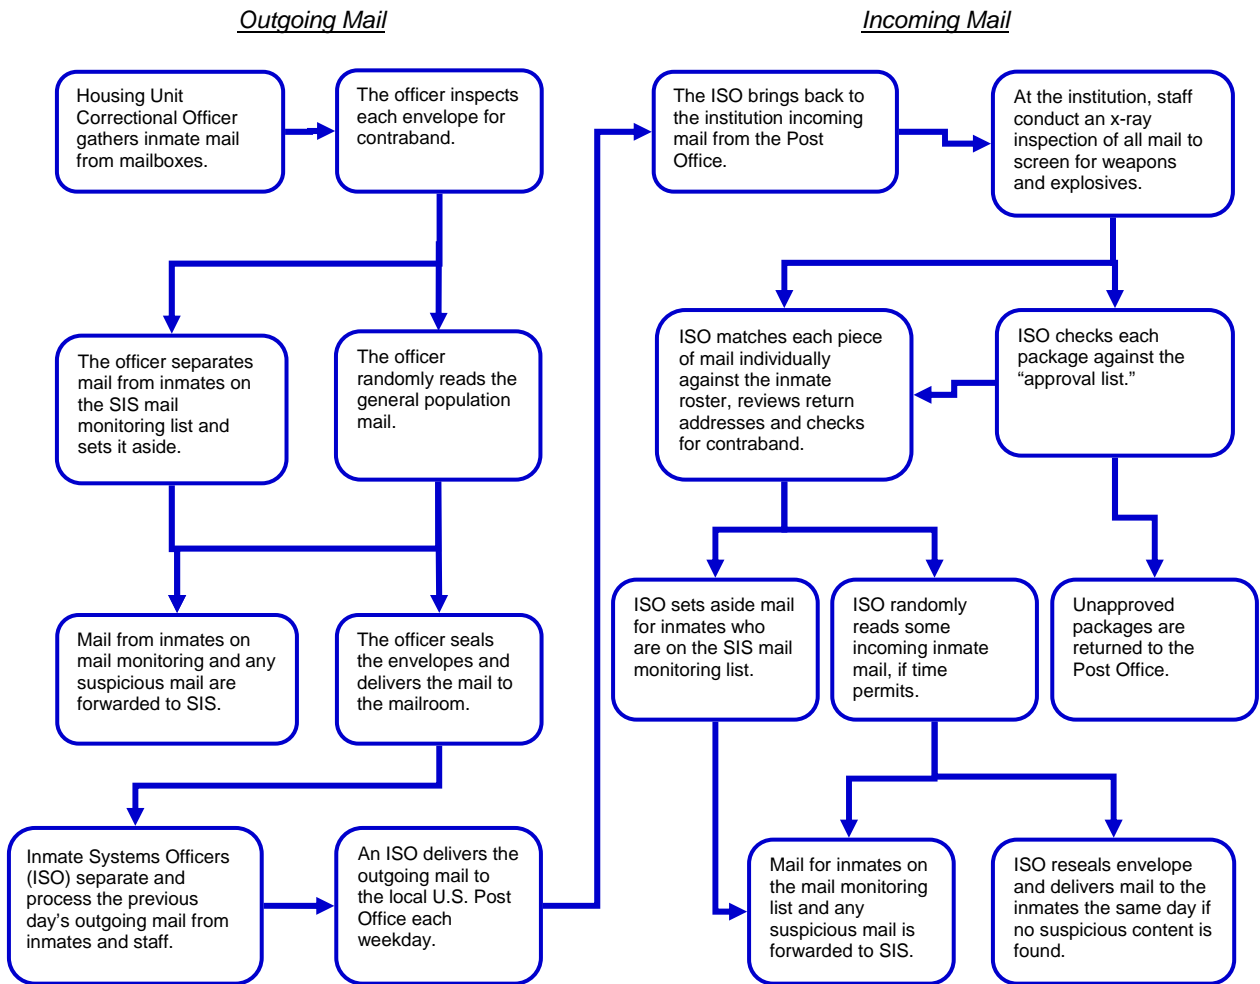 Outgoing Mail
Housing Unit
Correctional Officer
gathers inmate mail
from mailboxes.
The officer inspects
each envelope for
contraband.
The officer separates
mail from inmates on
the SIS mail
monitoring list and
sets it aside.
The officer
randomly reads the
general population
mail.
Mail from inmates on
mail monitoring and any
suspicious mail are
forwarded to SIS.
The officer seals
the envelopes and
delivers the mail to
the mailroom.
Inmate Systems Officers
(ISO) separate and
process the previous
day’s outgoing mail from
inmates and staff.
An ISO delivers the
outgoing mail to
the local U.S. Post
Office each
weekday.
Incoming Mail
The ISO brings back to
the institution incoming
mail from the Post
Office.
At the institution, staff
conduct an x-ray
inspection of all mail to
screen for weapons
and explosives.
ISO matches each piece
of mail individually
against the inmate
roster, reviews return
addresses and checks
for contraband.
ISO checks each
package against the
“approval list.”
ISO sets aside mail
for inmates who
are on the SIS mail
monitoring list.
ISO randomly
reads some
incoming inmate
mail, if time
permits.
Unapproved
packages are
returned to the
Post Office.
Mail for inmates on
the mail monitoring
list and any
suspicious mail is
forwarded to SIS.
ISO reseals envelope
and delivers mail to the
inmates the same day if
no suspicious content is
found.